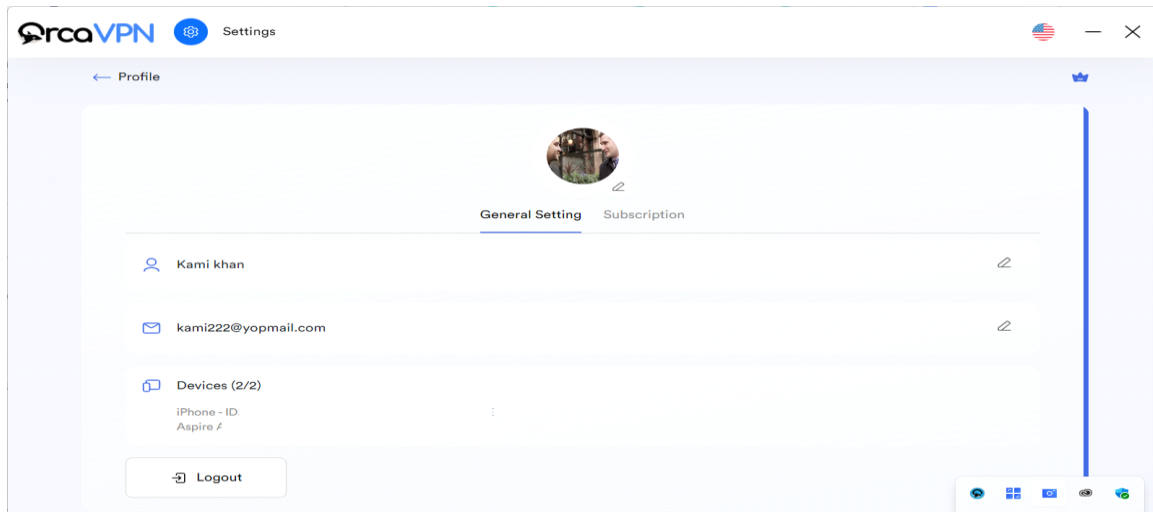 OrcaVPN Settings
Profile
General Setting Subscription
Kami khan
kami222@yopmail.com
Devices (2/2)
iPhone - ID
Aspire
Logout